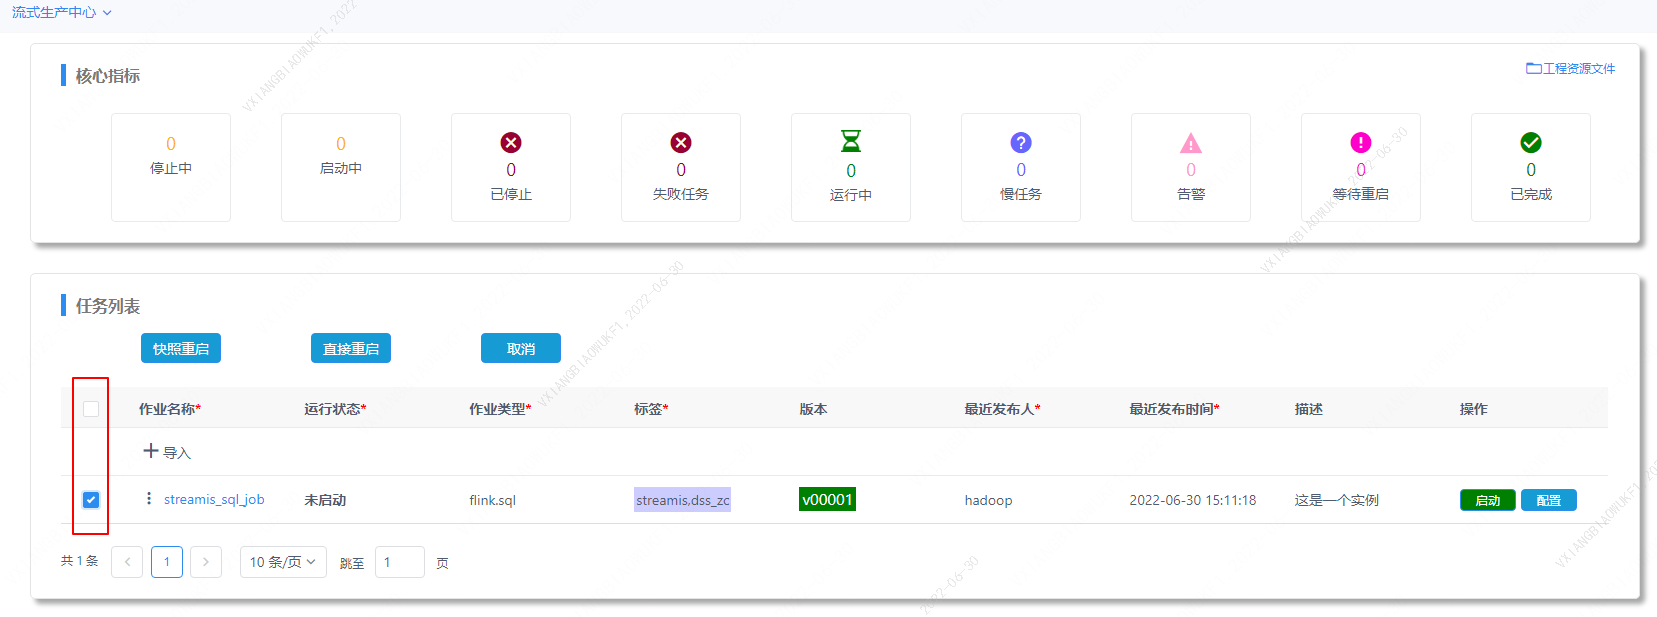 流式生产中心
核心指标
工程资源文件
0 0 0 0 0 0 0 0 0
停止中 启动中 已停止 失败任务 运行中 慢任务 告警 等待重启 已完成
任务列表
快照重启 直接重启 取消
作业名称* 运行状态* 作业类型* 标签* 版本 最近发布人* 最近发布时间* 描述 操作
导入
streamis_sql_job 未启动 flink.sql streamis,dss_zc v00001 hadoop 2022-06-30 15:11:18 这是一个实例 启动 配置
共 1 条 1 10 条/页 跳至 1 页
VXIANGBIAOWUKF1,2022-06-30